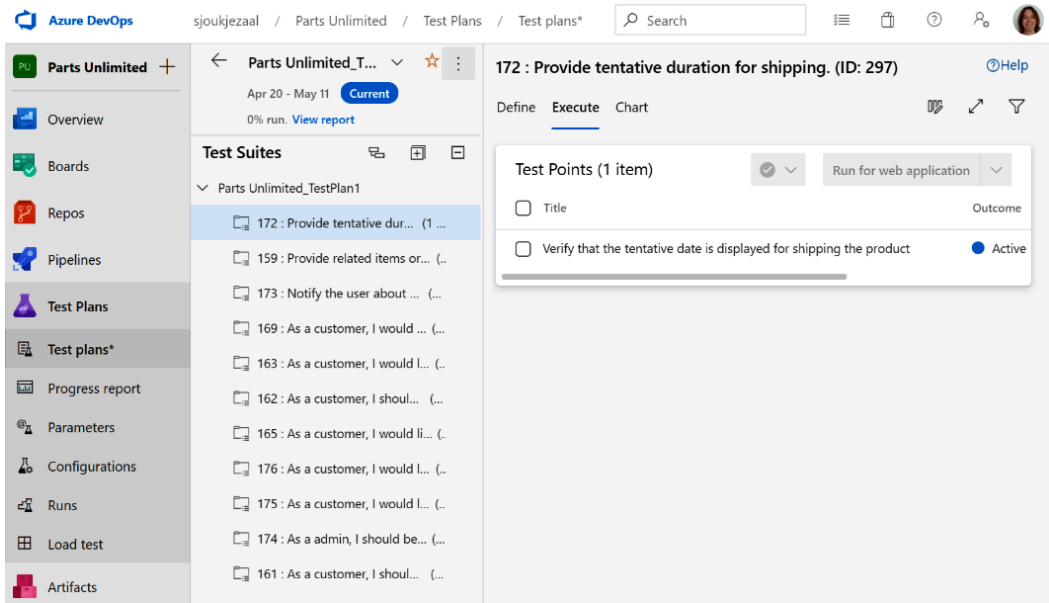 Azure DevOps
sjoukjezaal / Parts Unlimited / Test Plans / Test plans*
Search
PU Parts Unlimited
Overview
Boards
Repos
Pipelines
Test Plans
Test plans*
Progress report
Parameters
Configurations
Runs
Load test
Artifacts
Parts Unlimited_T...
Apr 20 - May 11 Current
0% run. View report
Test Suites
Parts Unlimited_TestPlan1
172 : Provide tentative dur... (1 ...
159 : Provide related items or... (..
173 : Notify the user about ... (...
169 : As a customer, I would ... (...
163 : As a customer, I would l... (..
162 : As a customer, I shoul... (...
165 : As a customer, I would li... (..
176 : As a customer, I would l... (..
175 : As a customer, I would l... (..
174 : As a admin, I should be... (...
161 : As a customer, I shoul... (...
172 : Provide tentative duration for shipping. (ID: 297)
Help
Define Execute Chart
Test Points (1 item)
Run for web application
Title Outcome
Verify that the tentative date is displayed for shipping the product Active